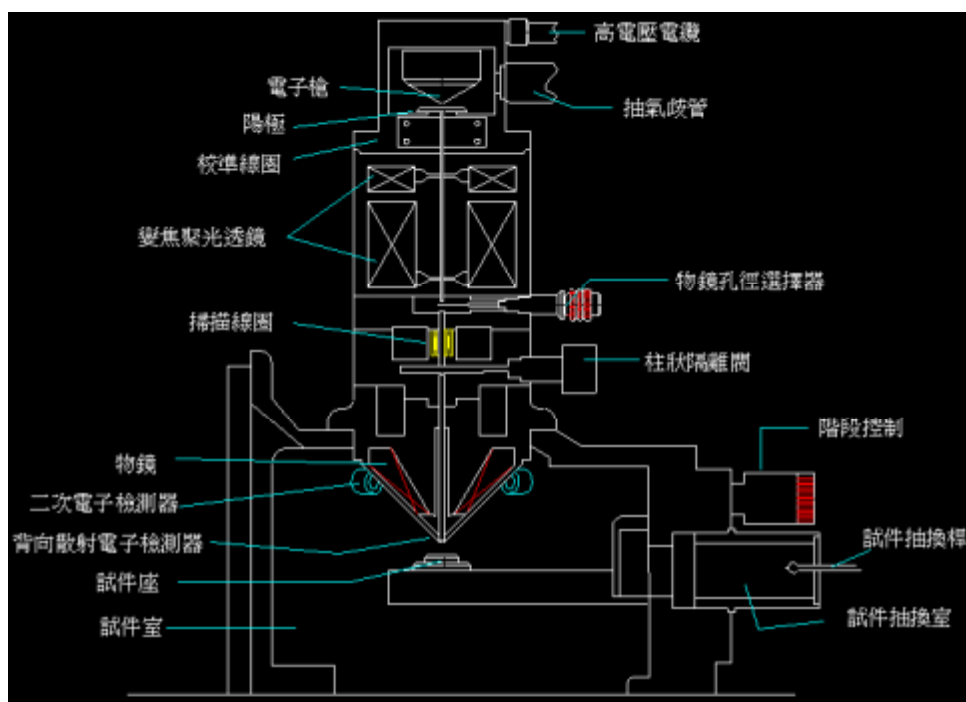 高電壓電纜
電子槍
抽氣歧管
陽極
校準線圈
變焦聚光透鏡
物鏡孔徑選擇器
掃描線圈
柱狀隔離閥
階段控制
物鏡
二次電子檢測器
背向散射電子檢測器
試件抽換桿
試件座
試件抽換室
試件室